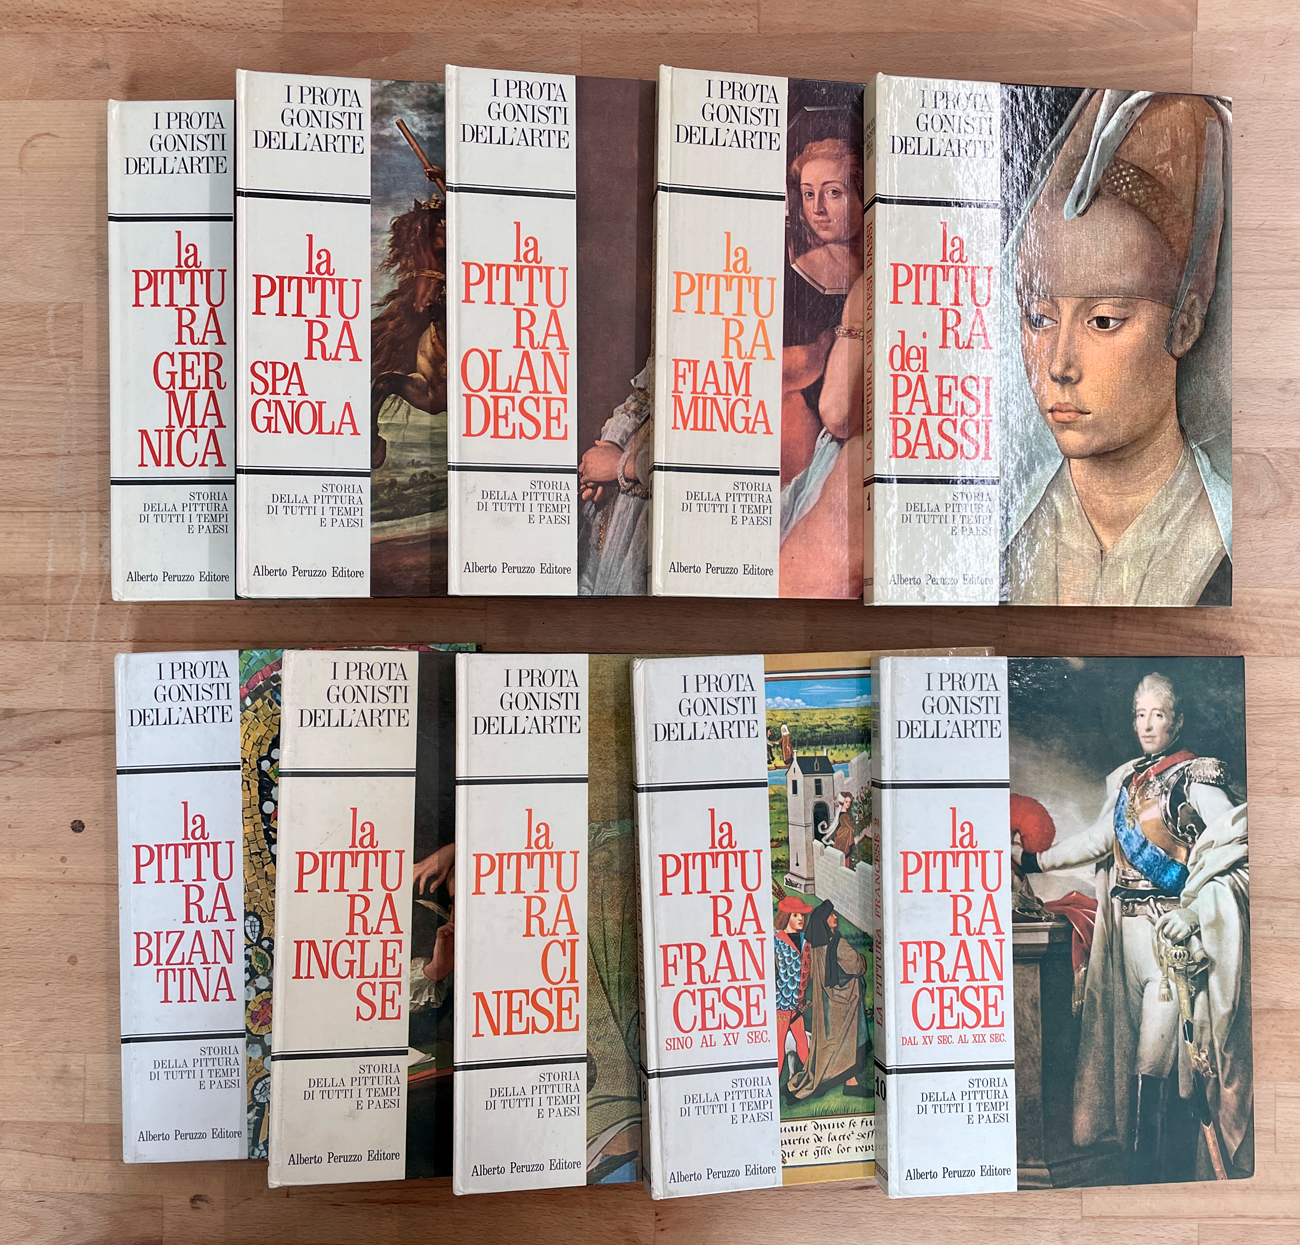 I PROTA
GONISTI
DELL'ARTE
la
PITTU
RA
GER
MA
NICA
STORIA
DELLA PITTURA
DI TUTTI I TEMPI
E PAESI
Alberto Peruzzo Editore
I PROTA
GONISTI
DELL'ARTE
la
PITTU
RA
SPA
GNOLA
STORIA
DELLA PITTURA
DI TUTTI I TEMPI
E PAESI
Alberto Peruzzo Editore
I PROTA
GONISTI
DELL'ARTE
la
PITTU
RA
OLAN
DESE
STORIA
DELLA PITTURA
DI TUTTI I TEMPI
E PAESI
Alberto Peruzzo Editore
I PROTA
GONISTI
DELL'ARTE
la
PITTU
RA
FIAM
MINGA
STORIA
DELLA PITTURA
DI TUTTI I TEMPI
E PAESI
Alberto Peruzzo Editore
LA PITTURA DEI PAESI BASSI
1
I PROTA
GONISTI
DELL'ARTE
la
PITTU
RA
dei
PAESI
BASSI
STORIA
DELLA PITTURA
DI TUTTI I TEMPI
E PAESI
Alberto Peruzzo Editore
I PROTA
GONISTI
DELL'ARTE
la
PITTU
RA
BIZAN
TINA
STORIA
DELLA PITTURA
DI TUTTI I TEMPI
E PAESI
Alberto Peruzzo Editore
I PROTA
GONISTI
DELL'ARTE
la
PITTU
RA
INGLE
SE
STORIA
DELLA PITTURA
DI TUTTI I TEMPI
E PAESI
Alberto Peruzzo Editore
I PROTA
GONISTI
DELL'ARTE
la
PITTU
RA
CI
NESE
STORIA
DELLA PITTURA
DI TUTTI I TEMPI
E PAESI
Alberto Peruzzo Editore
I PROTA
GONISTI
DELL'ARTE
la
PITTU
RA
FRAN
CESE
SINO AL XV SEC.
STORIA
DELLA PITTURA
DI TUTTI I TEMPI
E PAESI
Alberto Peruzzo Editore
LA PITTURA FRANCESE 2
10
I PROTA
GONISTI
DELL'ARTE
la
PITTU
RA
FRAN
CESE
DAL XV SEC. AL XIX SEC.
STORIA
DELLA PITTURA
DI TUTTI I TEMPI
E PAESI
Alberto Peruzzo Editore